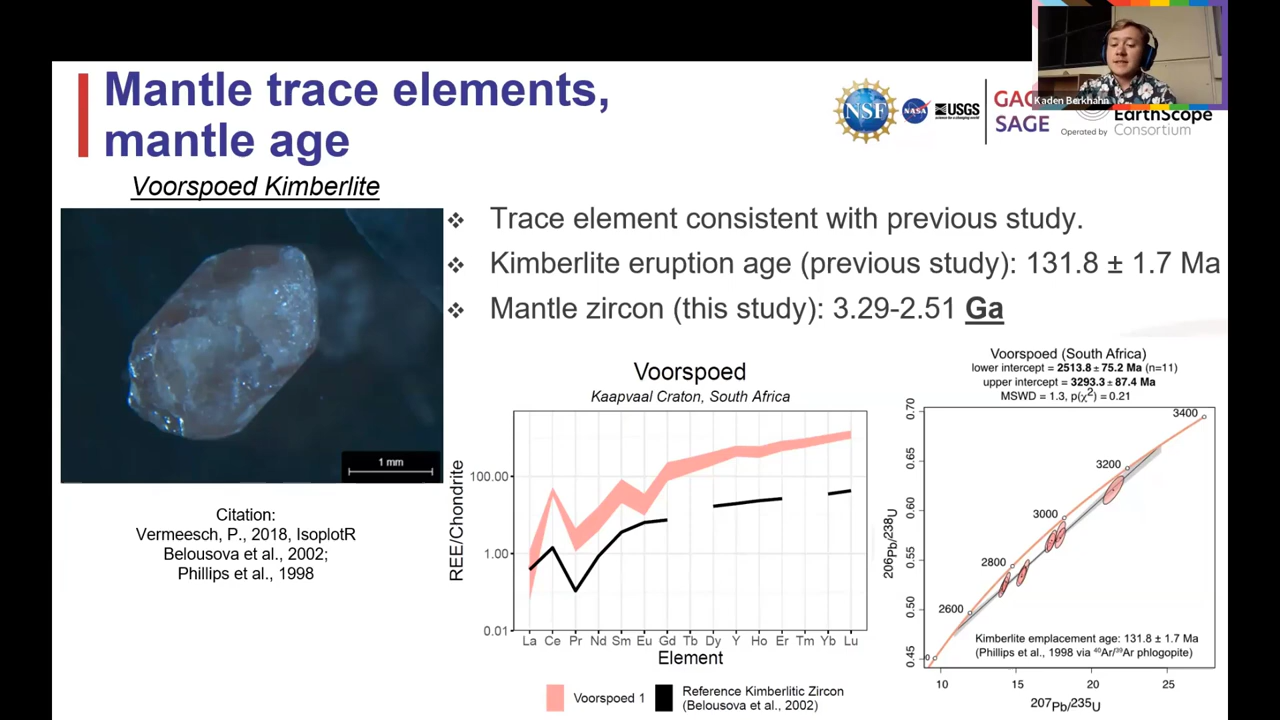 Mantle trace elements,
mantle age
NSF
NASA
USGS
science for a changing world
SAGE
Operated by
EarthScope
Consortium
Kaden Berkhahn
Voorspoed Kimberlite
1 mm
❖ Trace element consistent with previous study.
❖ Kimberlite eruption age (previous study): 131.8 ± 1.7 Ma
❖ Mantle zircon (this study): 3.29-2.51 Ga
Citation:
Vermeesch, P., 2018, IsoplotR
Belousova et al., 2002;
Phillips et al., 1998
Voorspoed
Kaapvaal Craton, South Africa
REE/Chondrite
100.00
1.00
0.01
La Ce Pr Nd Sm Eu Gd Tb Dy Y Ho Er Tm Yb Lu
Element
Voorspoed 1
Reference Kimberlitic Zircon
(Belousova et al., 2002)
Voorspoed (South Africa)
lower intercept = 2513.8 ± 75.2 Ma (n=11)
upper intercept = 3293.3 ± 87.4 Ma
MSWD = 1.3, p(χ²) = 0.21
206Pb/238U
0.70
0.65
0.60
0.55
0.50
0.45
3400
3200
3000
2800
2600
Kimberlite emplacement age: 131.8 ± 1.7 Ma
(Phillips et al., 1998 via ⁴⁰Ar/³⁹Ar phlogopite)
10 15 20 25
207Pb/235U